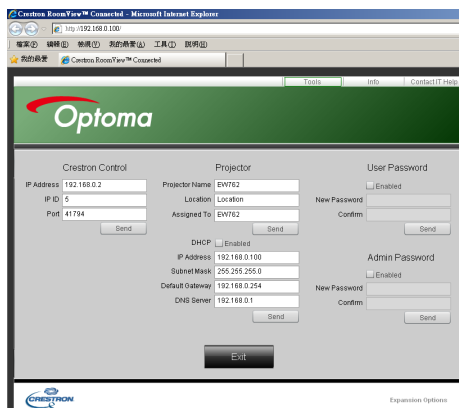 Crestron RoomView™ Connected - Microsoft Internet Explorer
http://192.168.0.100/
檔案(F) 編輯(E) 檢視(V) 我的最愛(A) 工具(T) 說明(H)
我的最愛 Crestron RoomView™ Connected
Tools Info Contact IT Help
Optoma
Crestron Control Projector User Password
IP Address 192.168.0.2 Projector Name EW762 Enabled
IP ID 5 Location Location New Password
Port 41794 Assigned To EW762 Confirm
Send Send Send
DHCP Enabled
IP Address 192.168.0.100 Admin Password
Subnet Mask 255.255.255.0 Enabled
Default Gateway 192.168.0.254 New Password
DNS Server 192.168.0.1 Confirm
Send Send
Exit
CRESTRON Expansion Options